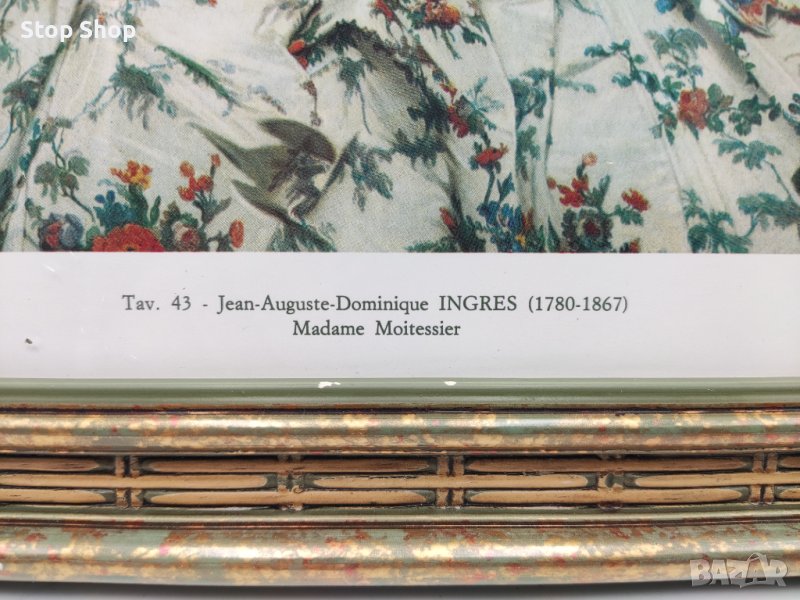 Stop Shop
Tav. 43 - Jean-Auguste-Dominique INGRES (1780-1867)
Madame Moitessier
BAZAR